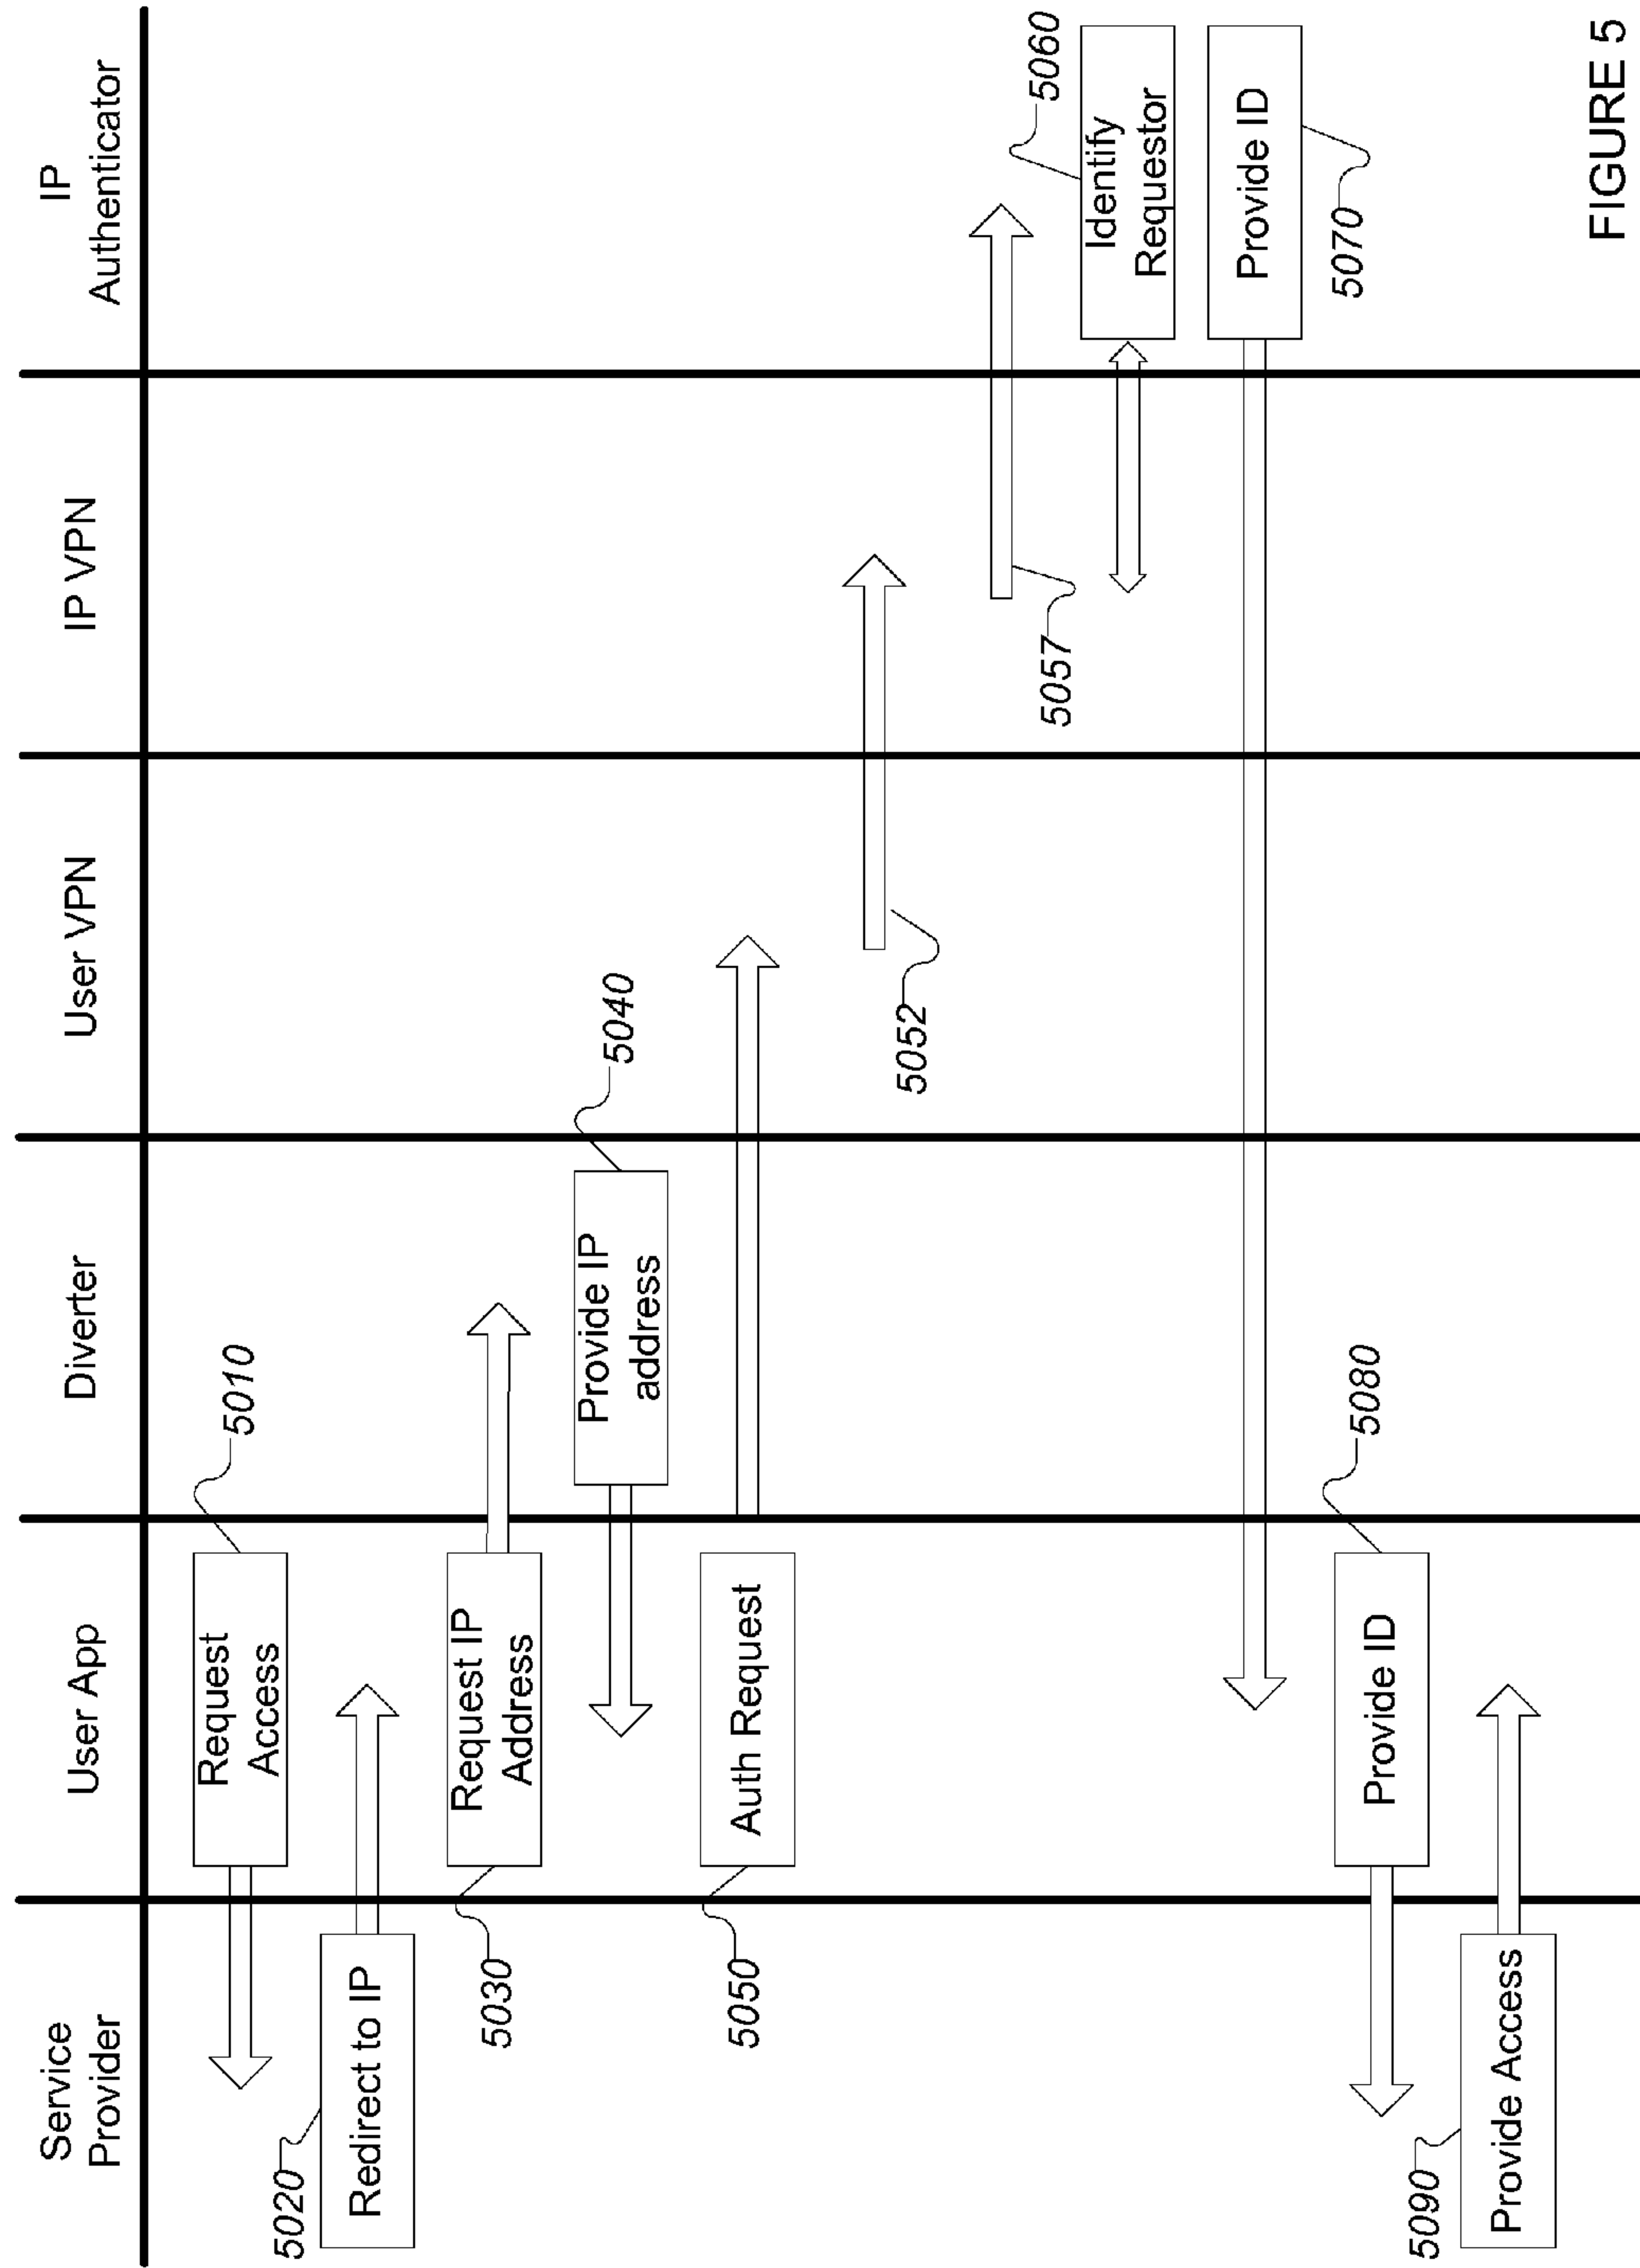 Service
Provider
User App
Diverter
User VPN
IP VPN
IP
Authenticator
Request
Access
5010
5020
Redirect to IP
Request IP
Address
5030
Provide IP
address
5040
Auth Request
5050
5052
5057
5060
Identify
Requestor
Provide ID
5070
Provide ID
5080
5090
Provide Access
FIGURE 5